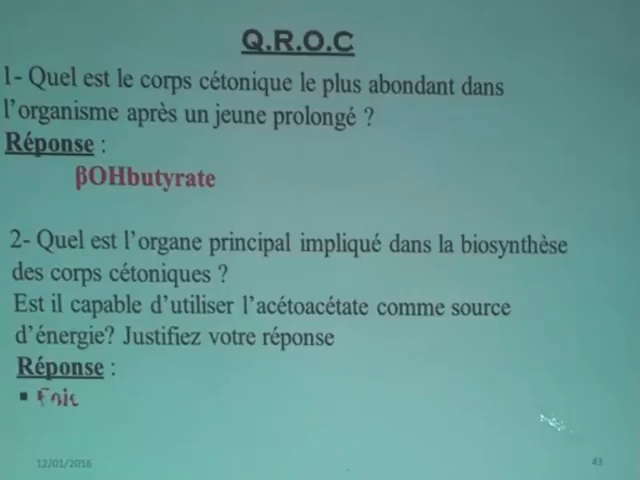 Q.R.O.C
1- Quel est le corps cétonique le plus abondant dans
l'organisme après un jeune prolongé ?
Réponse :
βOHbutyrate
2- Quel est l'organe principal impliqué dans la biosynthèse
des corps cétoniques ?
Est il capable d'utiliser l'acétoacétate comme source
d'énergie? Justifiez votre réponse
Réponse :
▪ Foie
12/01/2016
43